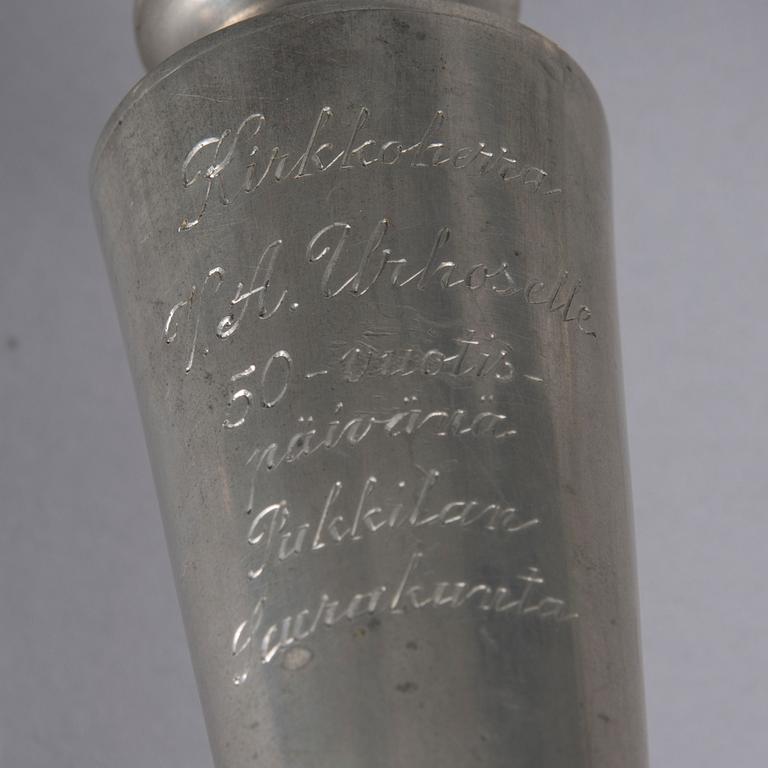 Kirkkoherra
Y. A. Urhoselle
50-vuotis-
päivänä
Pukkilan
Seurakunta